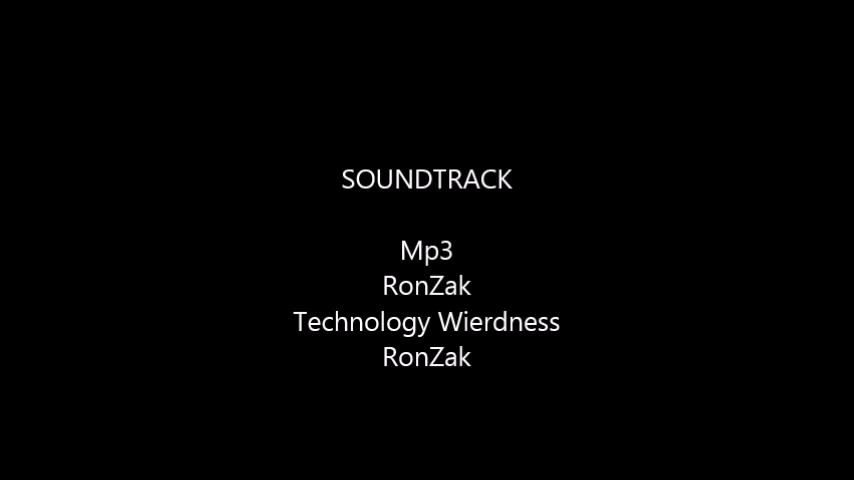 SOUNDTRACK
Mp3
RonZak
Technology Wierdness
RonZak